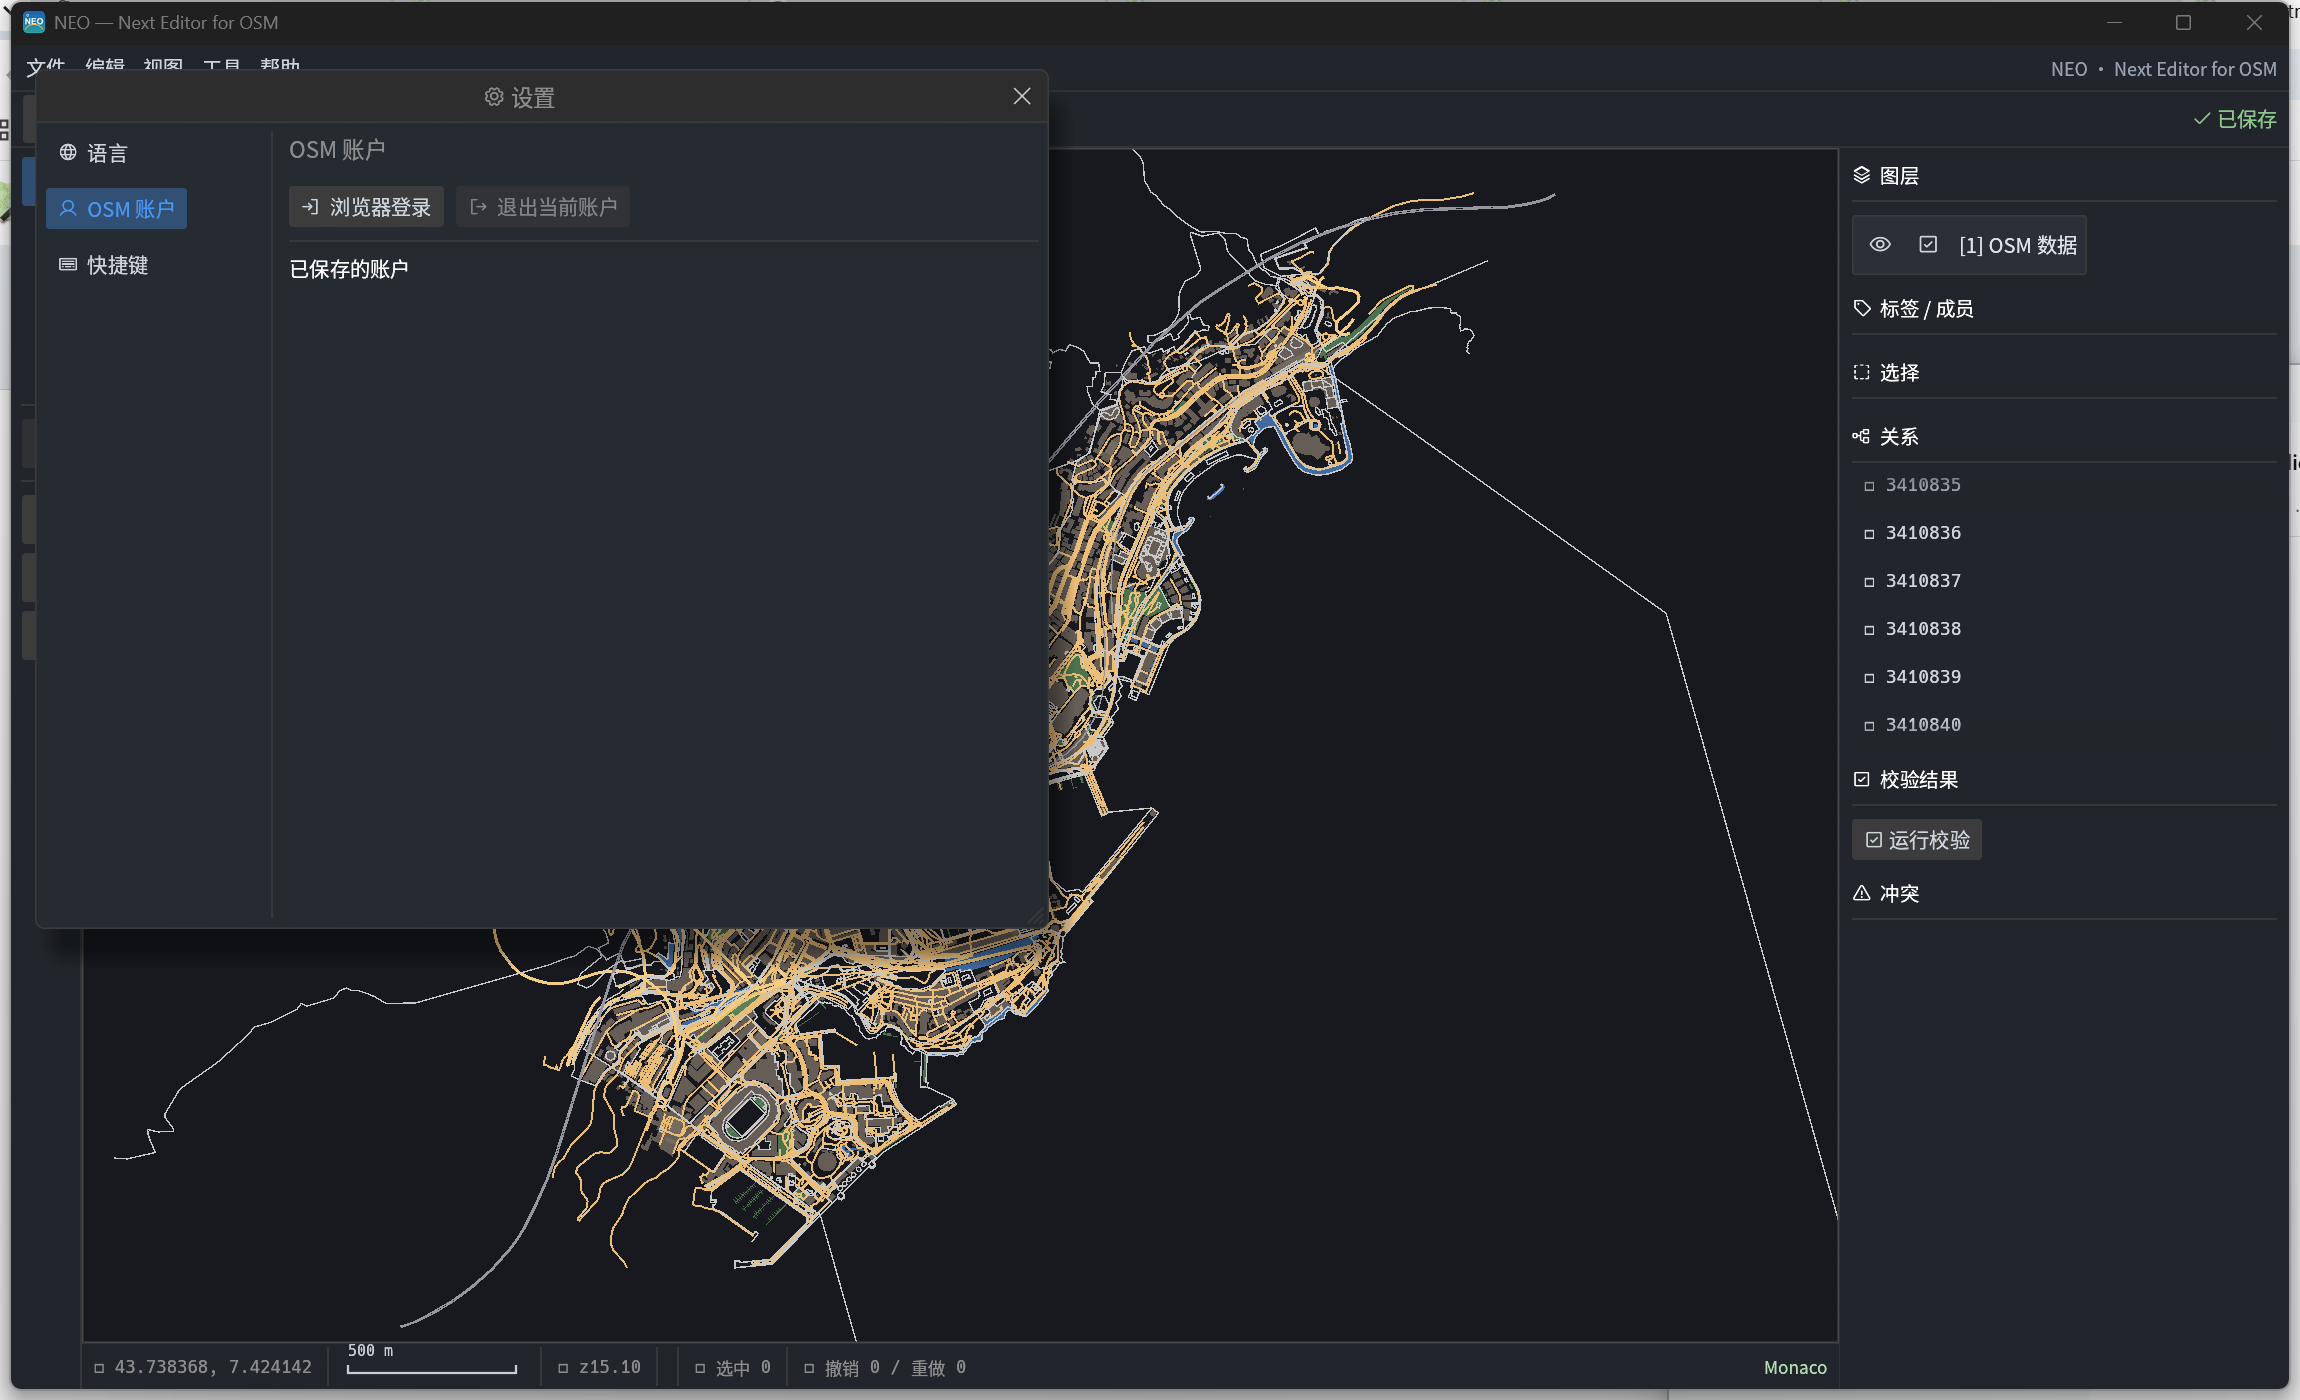 NEO — Next Editor for OSM
文件 编辑 视图 工具 帮助
NEO • Next Editor for OSM
设置
已保存
语言
OSM 账户
快捷键
OSM 账户
浏览器登录
退出当前账户
已保存的账户
图层
[1] OSM 数据
标签 / 成员
选择
关系
3410835
3410836
3410837
3410838
3410839
3410840
校验结果
运行校验
冲突
43.738368, 7.424142
500 m
z15.10
选中 0
撤销 0 / 重做 0
Monaco